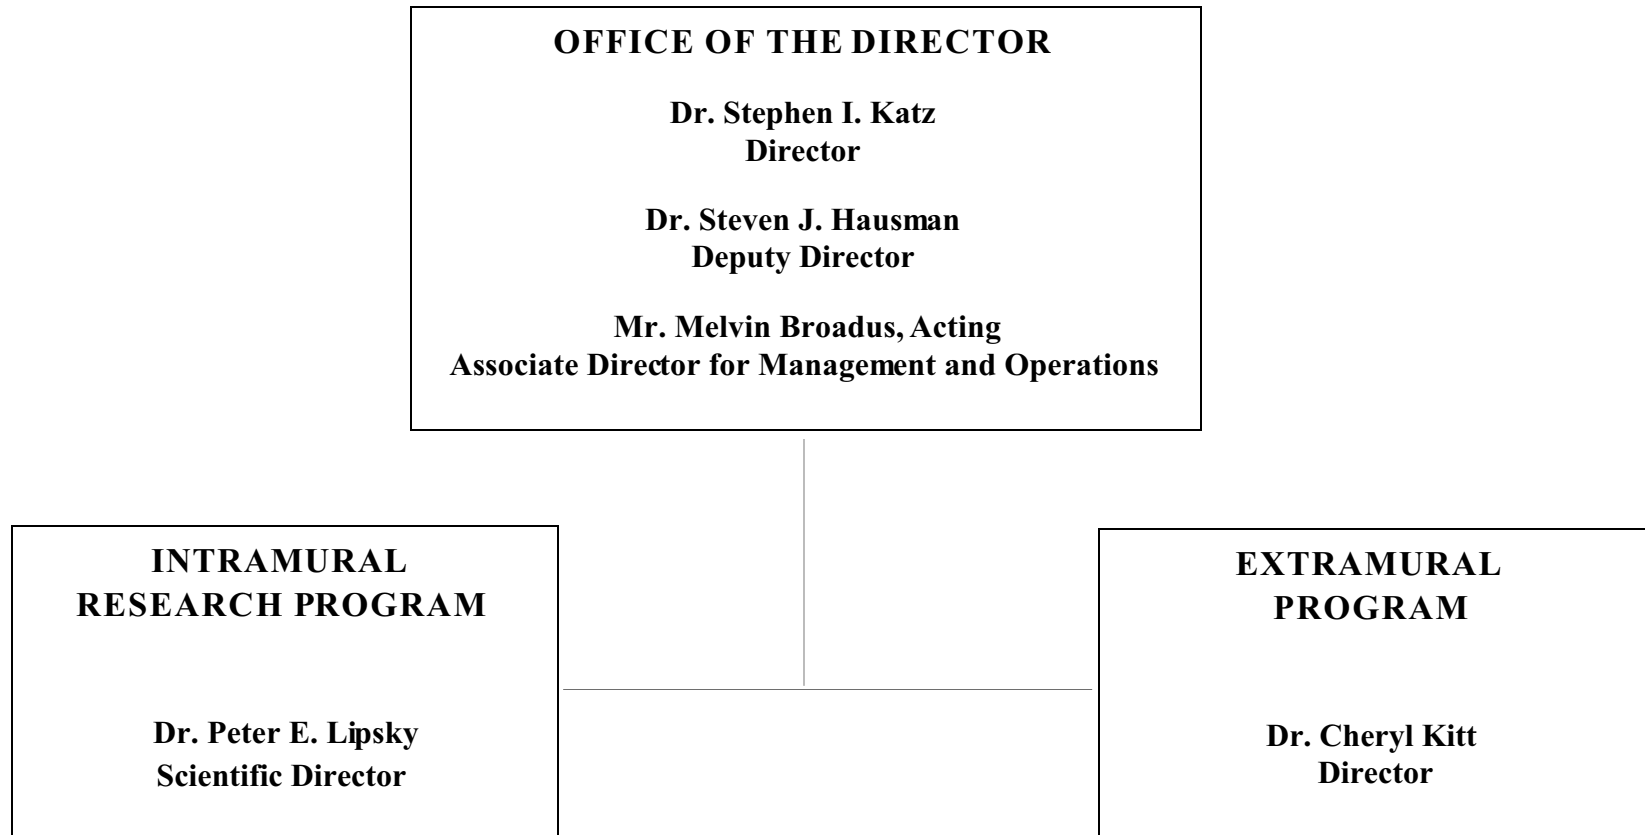 OFFICE OF THE DIRECTOR
Dr. Stephen I. Katz
Director
Dr. Steven J. Hausman
Deputy Director
Mr. Melvin Broadus, Acting
Associate Director for Management and Operations
INTRAMURAL
RESEARCH PROGRAM
Dr. Peter E. Lipsky
Scientific Director
EXTRAMURAL
PROGRAM
Dr. Cheryl Kitt
Director